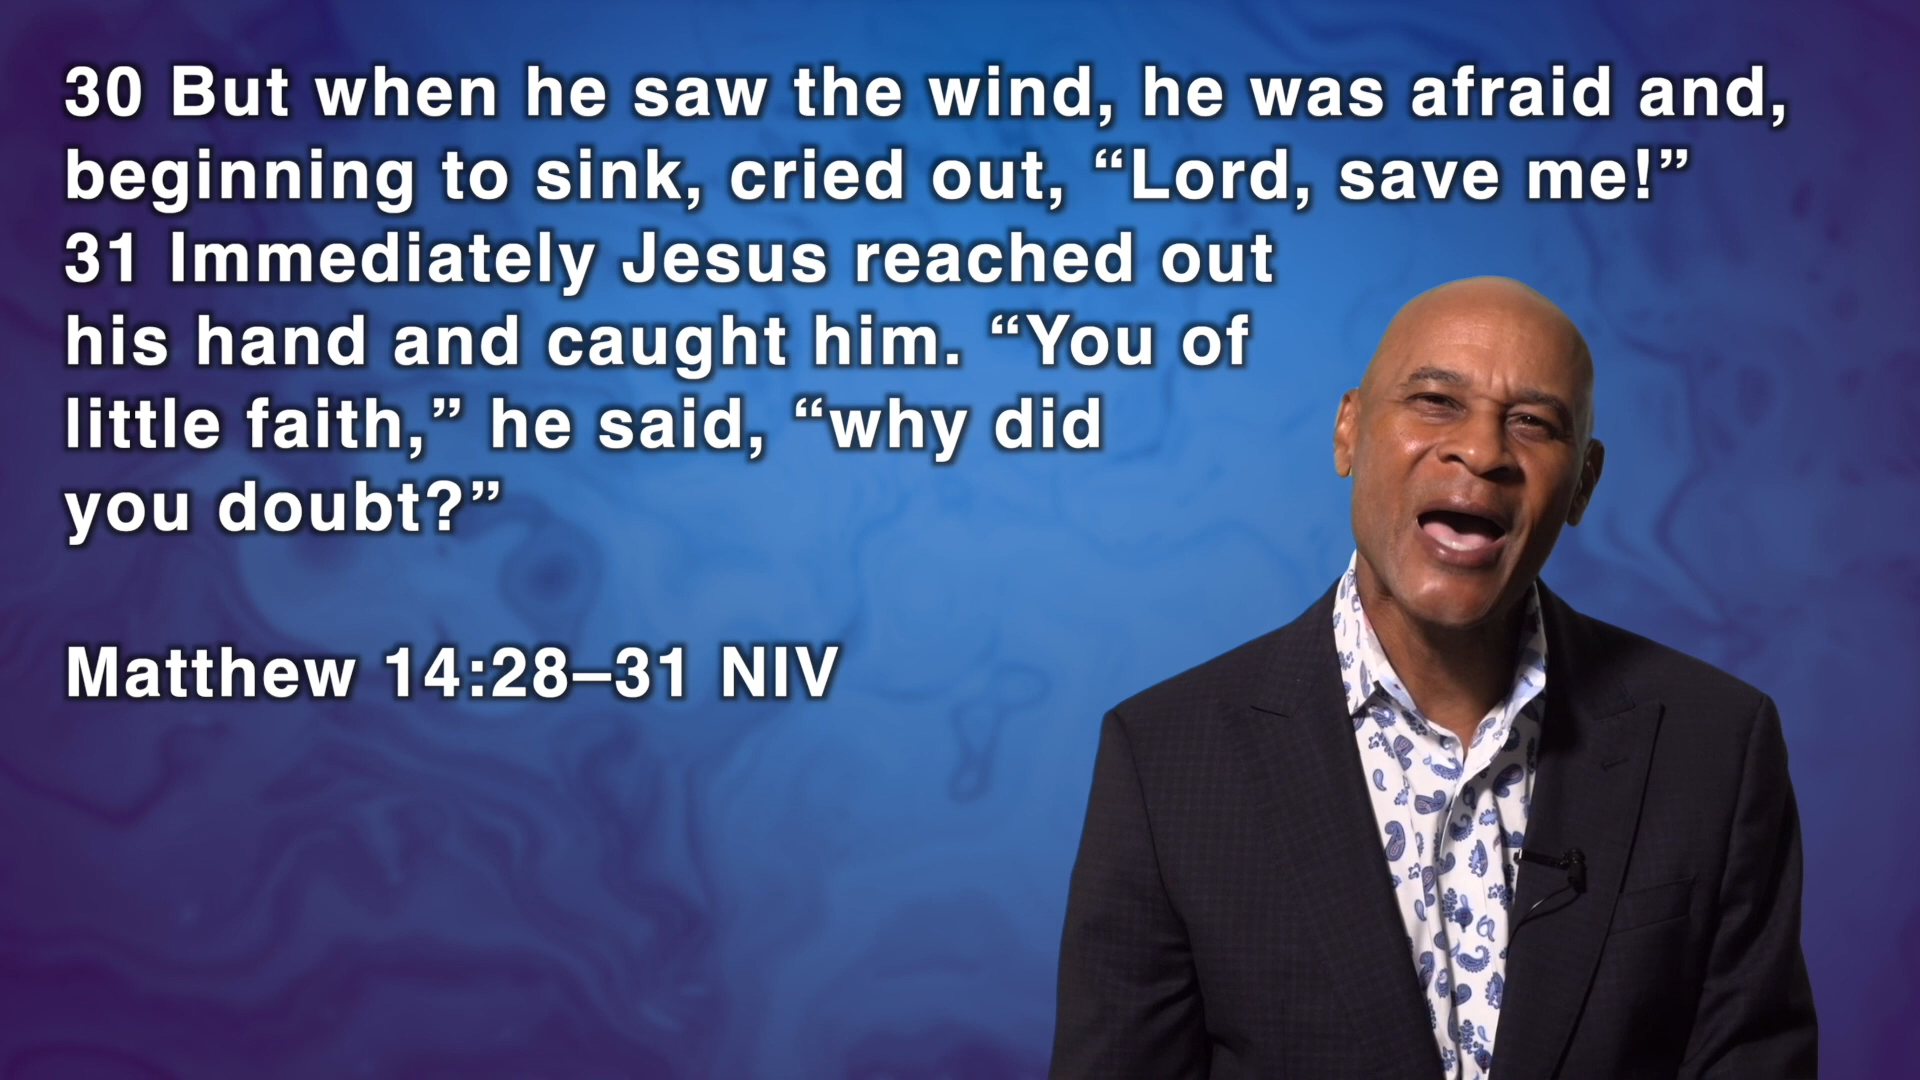 30 But when he saw the wind, he was afraid and,
beginning to sink, cried out, “Lord, save me!”
31 Immediately Jesus reached out
his hand and caught him. “You of
little faith,” he said, “why did
you doubt?”
Matthew 14:28–31 NIV